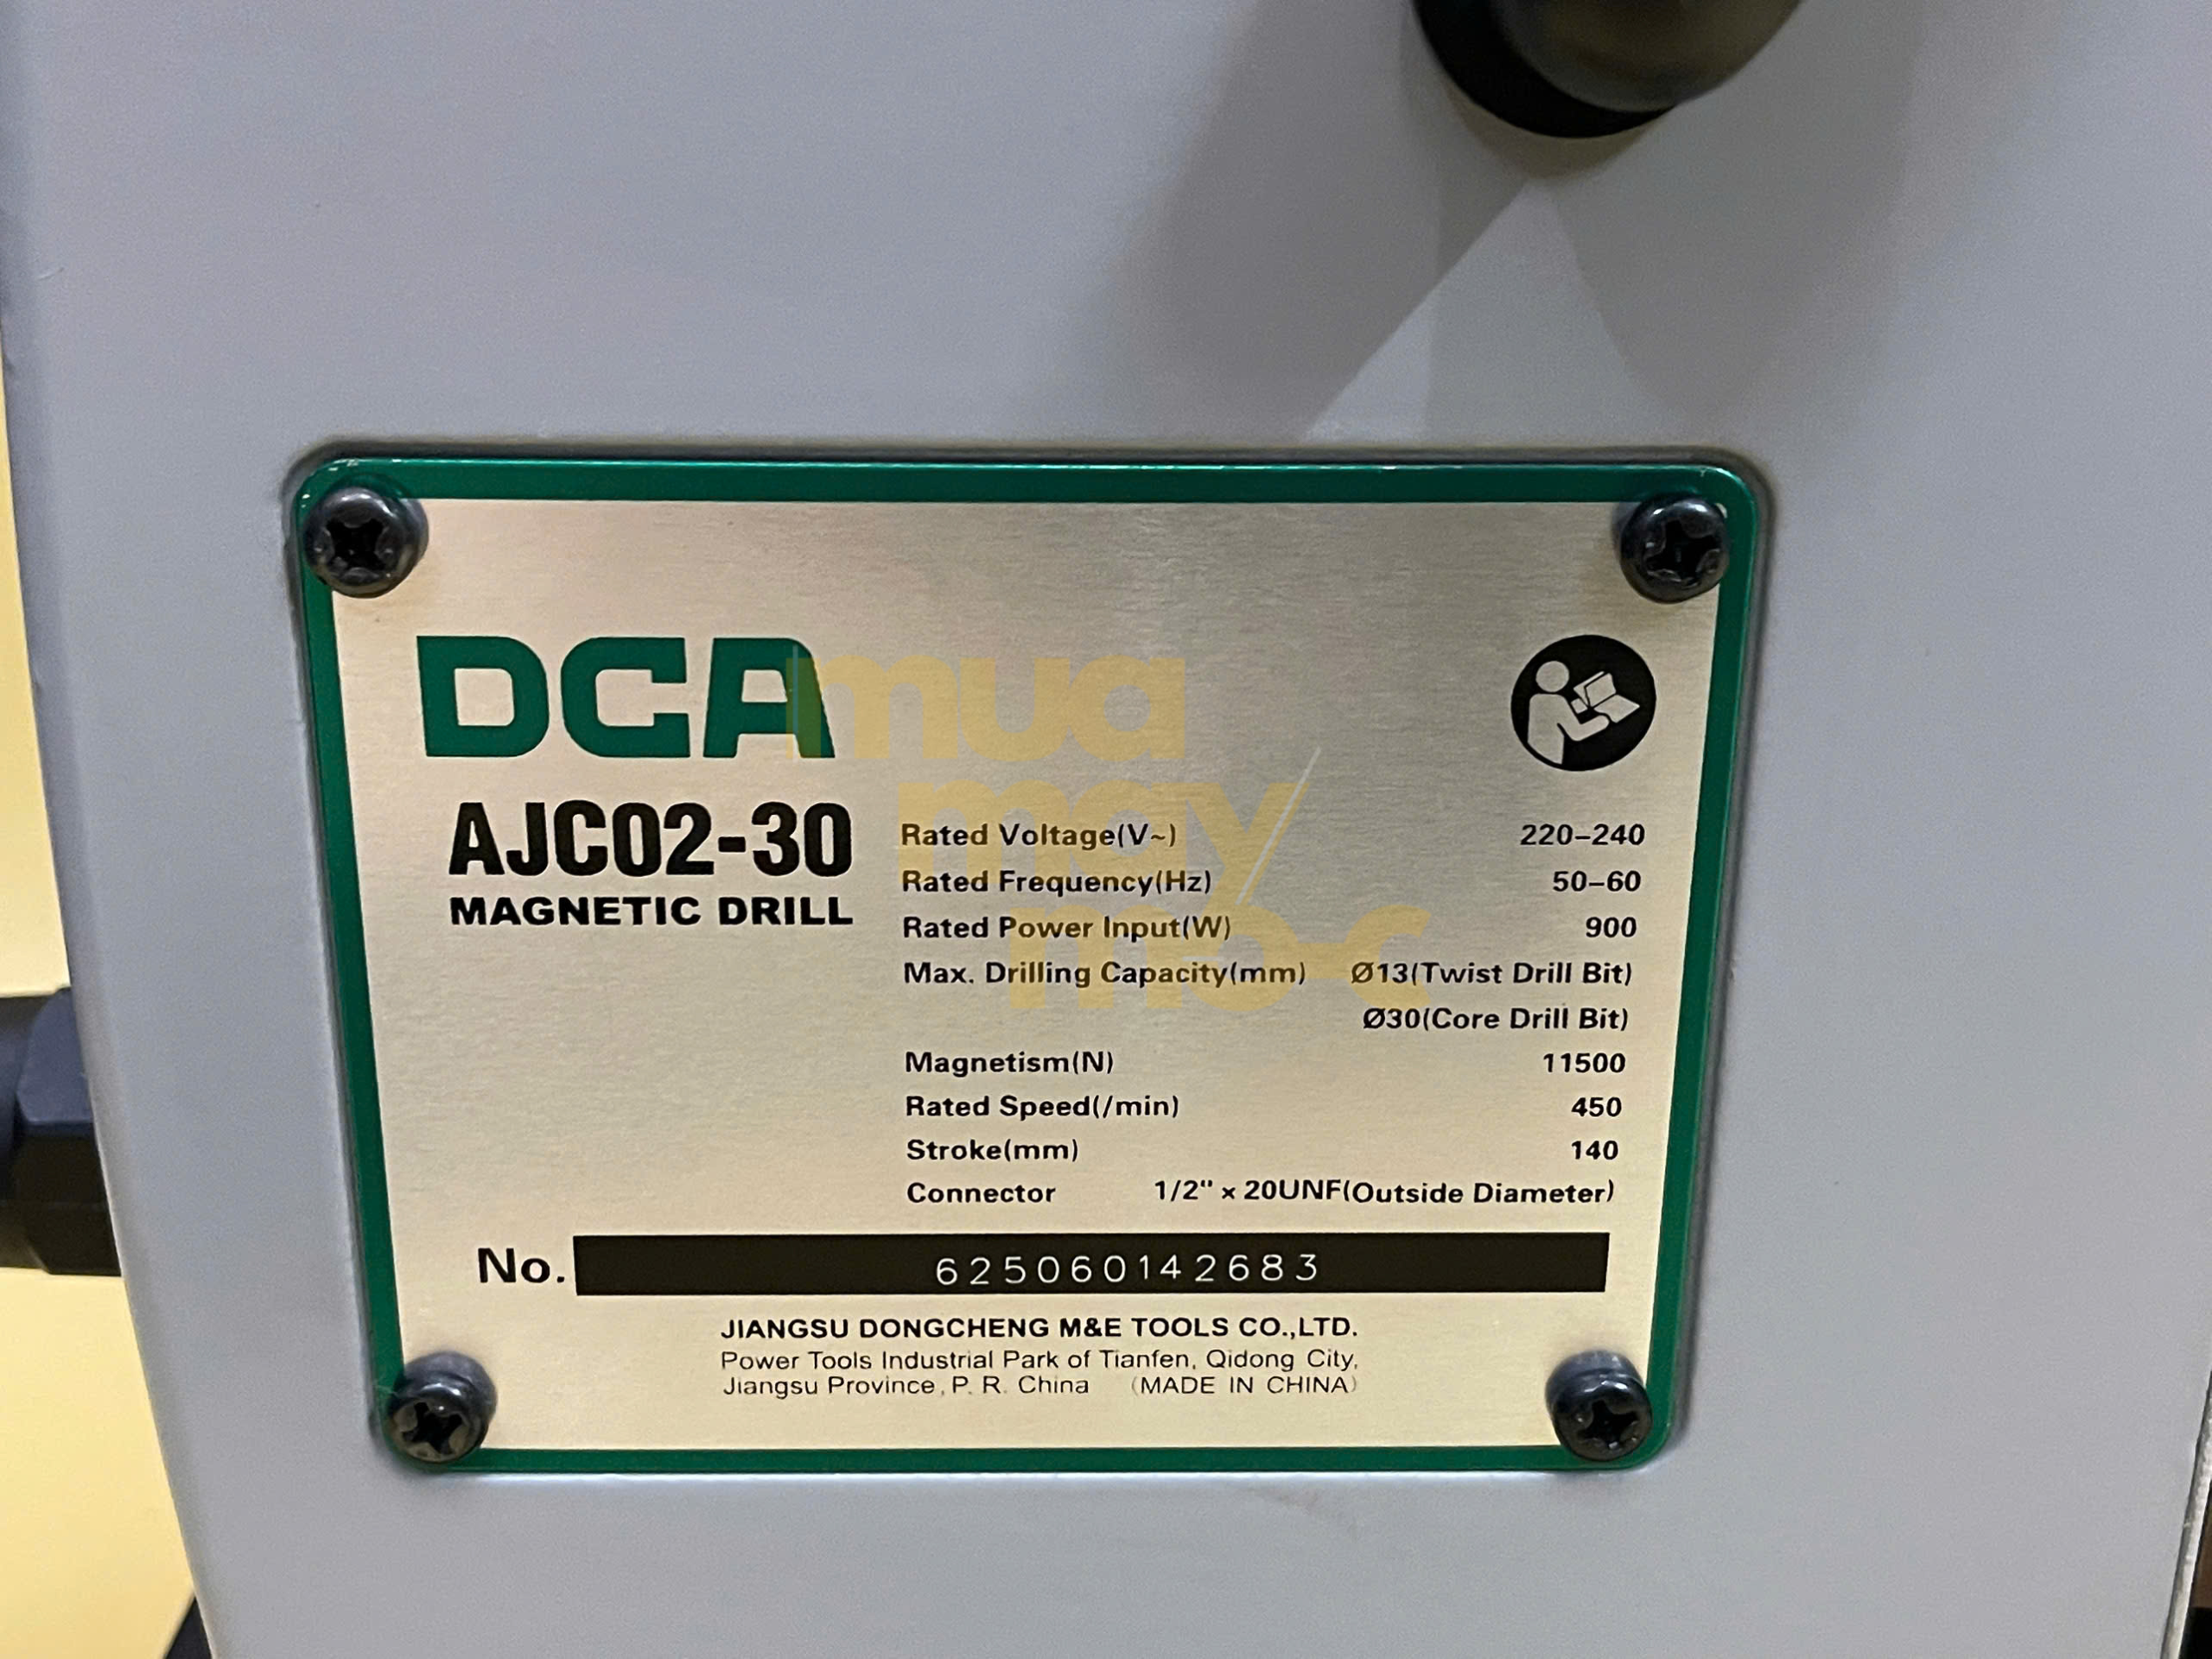 DCA
mua
may
moc
AJC02-30
MAGNETIC DRILL
Rated Voltage(V~) 220-240
Rated Frequency(Hz) 50-60
Rated Power Input(W) 900
Max. Drilling Capacity(mm) Ø13(Twist Drill Bit)
Ø30(Core Drill Bit)
Magnetism(N) 11500
Rated Speed(/min) 450
Stroke(mm) 140
Connector 1/2" x 20UNF(Outside Diameter)
No. 625060142683
JIANGSU DONGCHENG M&E TOOLS CO.,LTD.
Power Tools Industrial Park of Tianfen, Qidong City,
Jiangsu Province, P. R. China (MADE IN CHINA)